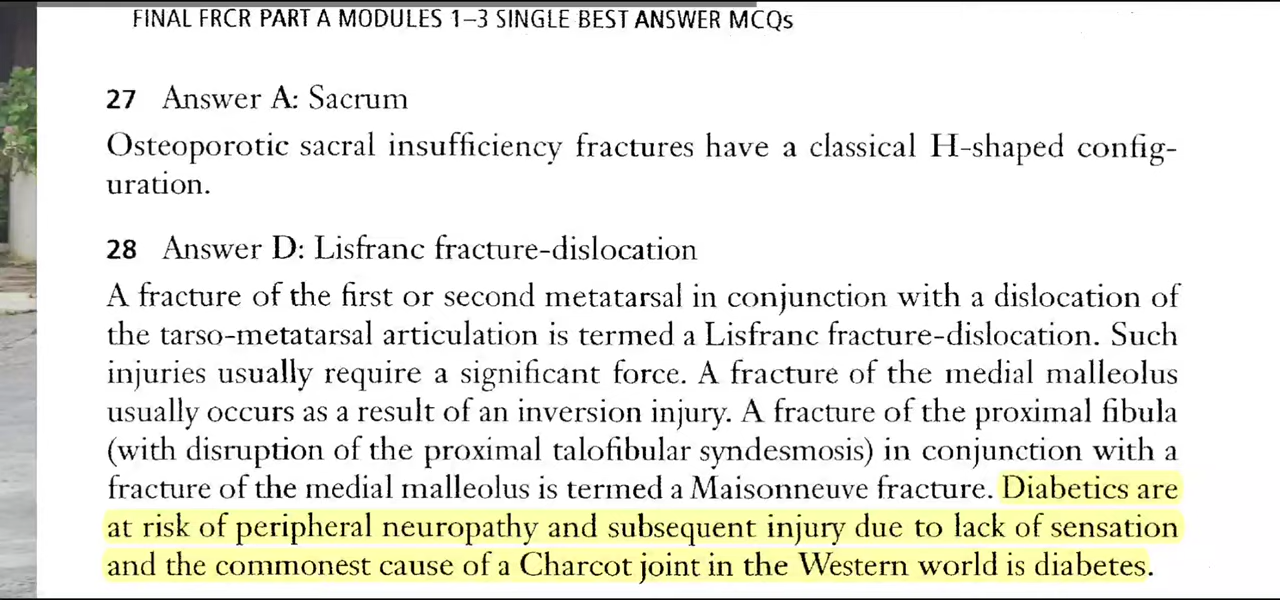 FINAL FRCR PART A MODULES 1–3 SINGLE BEST ANSWER MCQs
27 Answer A: Sacrum
Osteoporotic sacral insufficiency fractures have a classical H-shaped config-
uration.
28 Answer D: Lisfranc fracture-dislocation
A fracture of the first or second metatarsal in conjunction with a dislocation of
the tarso-metatarsal articulation is termed a Lisfranc fracture-dislocation. Such
injuries usually require a significant force. A fracture of the medial malleolus
usually occurs as a result of an inversion injury. A fracture of the proximal fibula
(with disruption of the proximal talofibular syndesmosis) in conjunction with a
fracture of the medial malleolus is termed a Maisonneuve fracture. Diabetics are
at risk of peripheral neuropathy and subsequent injury due to lack of sensation
and the commonest cause of a Charcot joint in the Western world is diabetes.